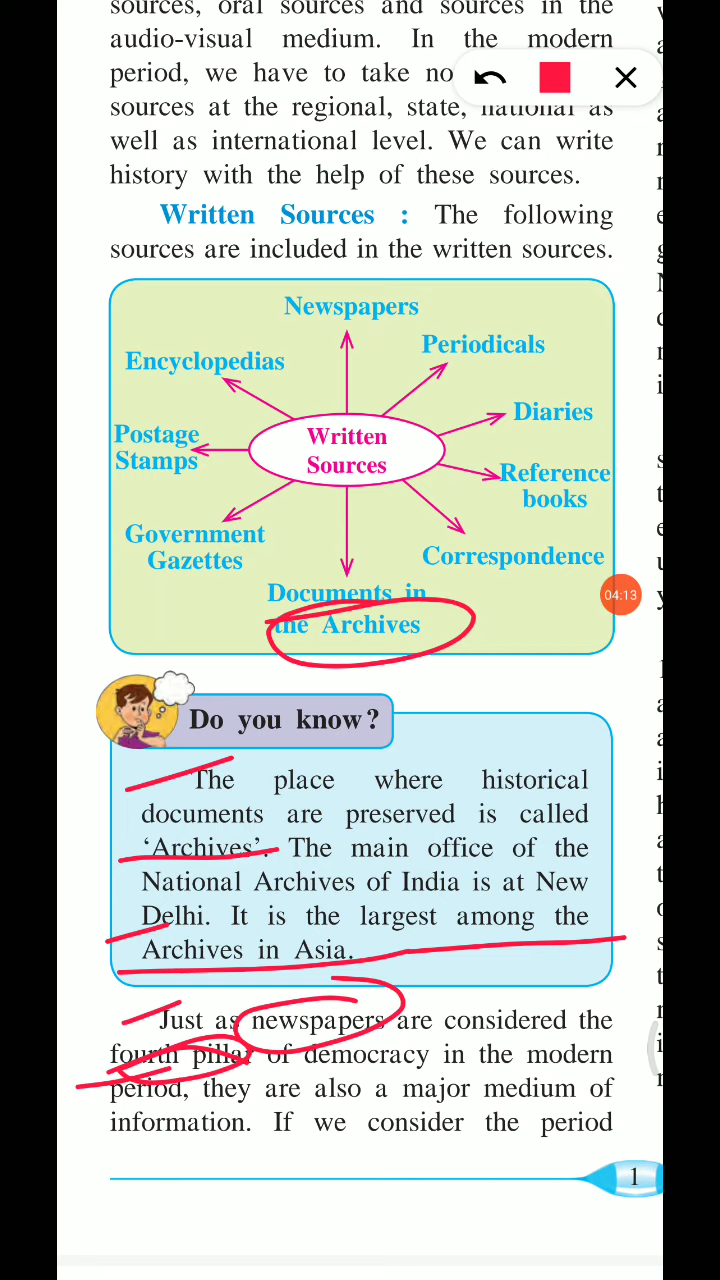 sources, oral sources and sources in the
audio-visual medium. In the modern
period, we have to take no
sources at the regional, state, national as
well as international level. We can write
history with the help of these sources.
Written Sources : The following
sources are included in the written sources.
Newspapers
Periodicals
Encyclopedias
Diaries
Postage
Stamps
Written
Sources
Reference
books
Government
Gazettes
Correspondence
Documents in
the Archives
04:13
Do you know?
The place where historical
documents are preserved is called
‘Archives’. The main office of the
National Archives of India is at New
Delhi. It is the largest among the
Archives in Asia.
Just as newspapers are considered the
fourth pillar of democracy in the modern
period, they are also a major medium of
information. If we consider the period
1